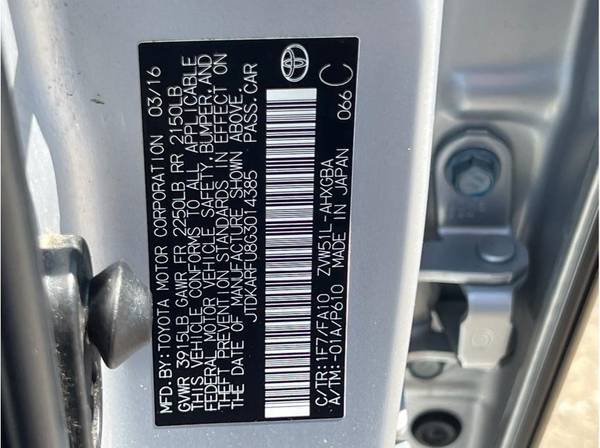 MFD.BY:TOYOTA MOTOR CORPORATION 03/16
GVWR 3915LB GAWR FR 2250LB RR 2150LB
THIS VEHICLE CONFORMS TO ALL APPLICABLE
FEDERAL MOTOR VEHICLE SAFETY, BUMPER, AND
THEFT PREVENTION STANDARDS IN EFFECT ON
THE DATE OF MANUFACTURE SHOWN ABOVE.
JTDKARFU8G3014385 PASS.CAR
C/TR:1F7/FA10 ZVW51L-AHXGBA
A/TM:-01A/P610 MADE IN JAPAN
066 C